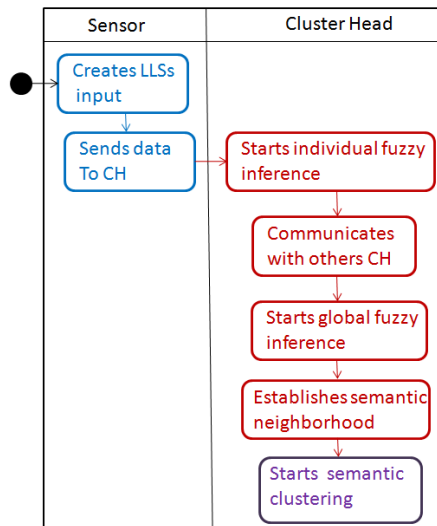 Sensor
Cluster Head
Creates LLSs
input
Sends data
To CH
Starts individual fuzzy
inference
Communicates
with others CH
Starts global fuzzy
inference
Establishes semantic
neighborhood
Starts semantic
clustering